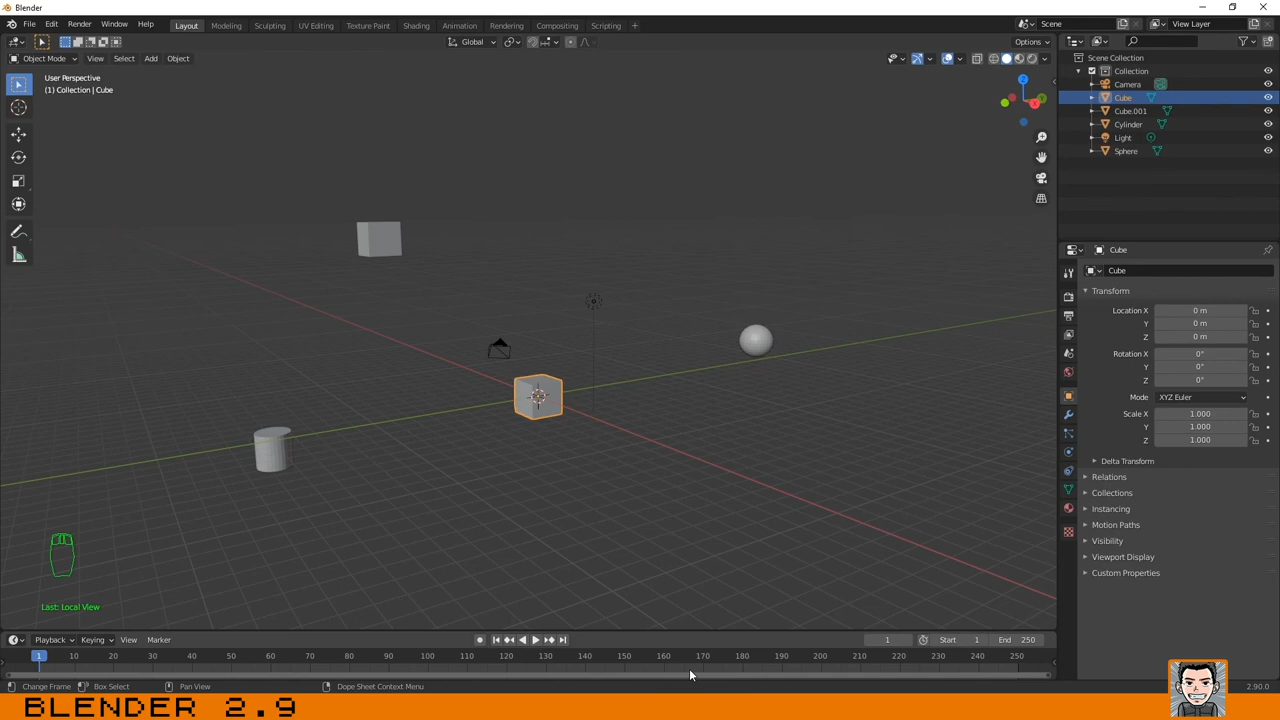 Blender
File Edit Render Window Help Layout Modeling Sculpting UV Editing Texture Paint Shading Animation Rendering Compositing Scripting + Scene View Layer
Global Options
Object Mode View Select Add Object
User Perspective
(1) Collection | Cube
Z
X
Y
Last: Local View
Scene Collection
Collection
Camera
Cube
Cube.001
Cylinder
Light
Sphere
Cube
Cube
Transform
Location X 0 m
Y 0 m
Z 0 m
Rotation X 0°
Y 0°
Z 0°
Mode XYZ Euler
Scale X 1.000
Y 1.000
Z 1.000
Delta Transform
Relations
Collections
Instancing
Motion Paths
Visibility
Viewport Display
Custom Properties
Playback Keying View Marker 1 Start 1 End 250
1 10 20 30 40 50 60 70 80 90 100 110 120 130 140 150 160 170 180 190 200 210 220 230 240 250
Change Frame Box Select Pan View Dope Sheet Context Menu 2.90.0
BLENDER 2.9